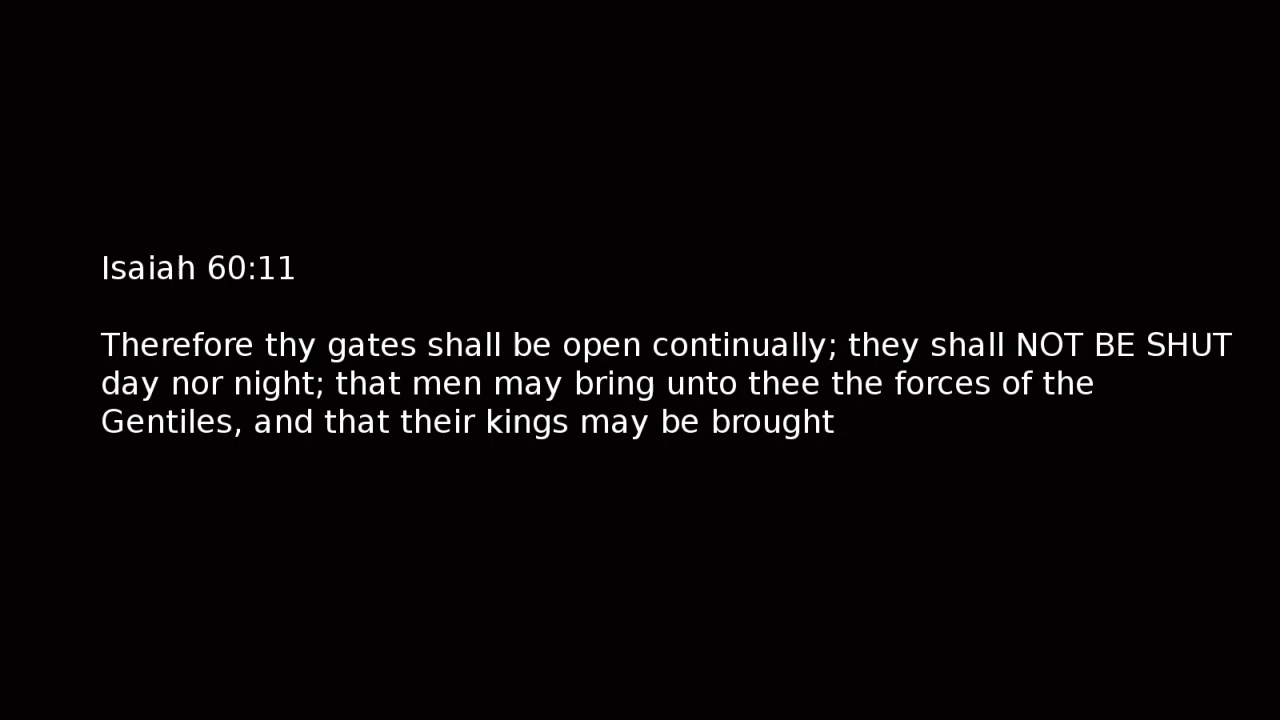 Isaiah 60:11
Therefore thy gates shall be open continually; they shall NOT BE SHUT
day nor night; that men may bring unto thee the forces of the
Gentiles, and that their kings may be brought